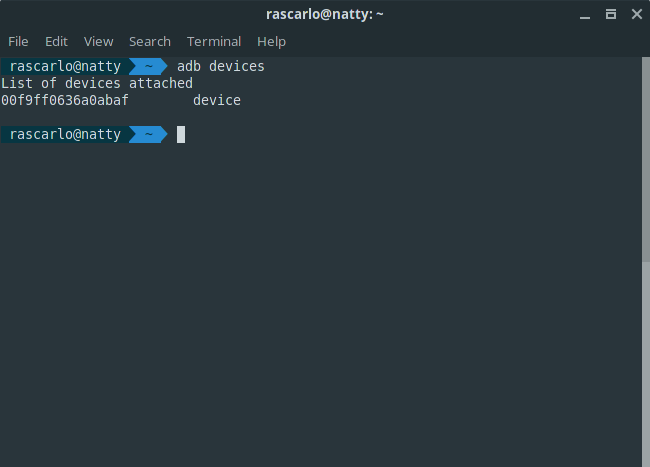 rascarlo@natty: ~
File Edit View Search Terminal Help
rascarlo@natty ~ adb devices
List of devices attached
00f9ff0636a0abaf device
rascarlo@natty ~